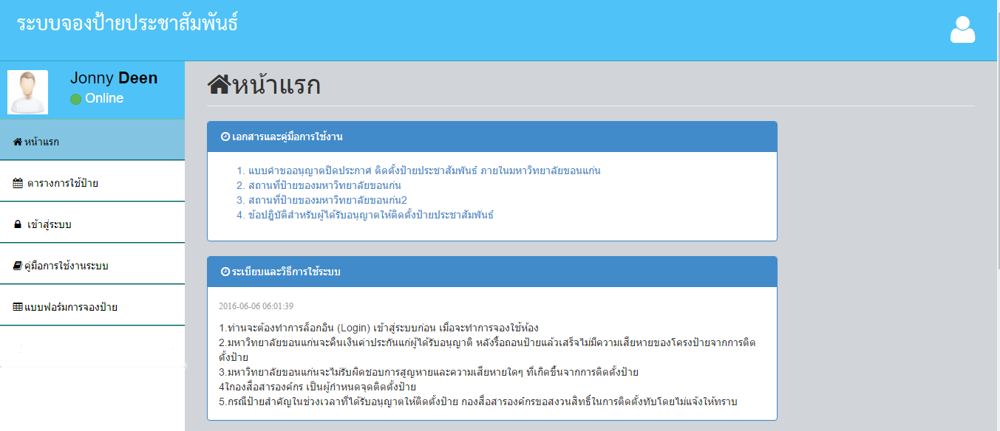 ระบบจองป้ายประชาสัมพันธ์
Jonny Deen
Online
หน้าแรก
ตารางการใช้ป้าย
เข้าสู่ระบบ
คู่มือการใช้งานระบบ
แบบฟอร์มการจองป้าย
หน้าแรก
เอกสารและคู่มือการใช้งาน
1. แบบคำขออนุญาตปิดประกาศ ติดตั้งป้ายประชาสัมพันธ์ ภายในมหาวิทยาลัยขอนแก่น
2. สถานที่ป้ายของมหาวิทยาลัยขอนก่น
3. สถานที่ป้ายของมหาวิทยาลัยขอนก่น2
4. ข้อปฎิบัติสำหรับผู้ได้รับอนุญาตให้ติดตั้งป้ายประชาสัมพันธ์
ระเบียบและวิธีการใช้ระบบ
2016-06-06 06:01:39
1.ท่านจะต้องทำการล็อกอิน (Login) เข้าสู่ระบบก่อน เมื่อจะทำการจองใช้ห้อง
2.มหาวิทยาลัยขอนแก่นจะคืนเงินค่าประกันแก่ผู้ได้รับอนุญาติ หลังรื้อถอนป้ายแล้วเสร็จไม่มีความเสียหายของโครงป้ายจากการติด
ตั้งป้าย
3.มหาวิทยาลัยขอนแก่นจะไม่รับผิดชอบการสูญหายและความเสียหายใดๆ ที่เกิดขึ้นจากการติดตั้งป้าย
4ใกองสื่อสารองค์กร เป็นผู้กำหนดจุดติดตั้งป้าย
5.กรณีป้ายสำคัญในช่วงเวลาที่ได้รับอนุญาตให้ติดตั้งป้าย กองสื่อสารองค์กรขอสงวนสิทธิ์ในการติดตั้งทับโดยไม่แจ้งให้ทราบ